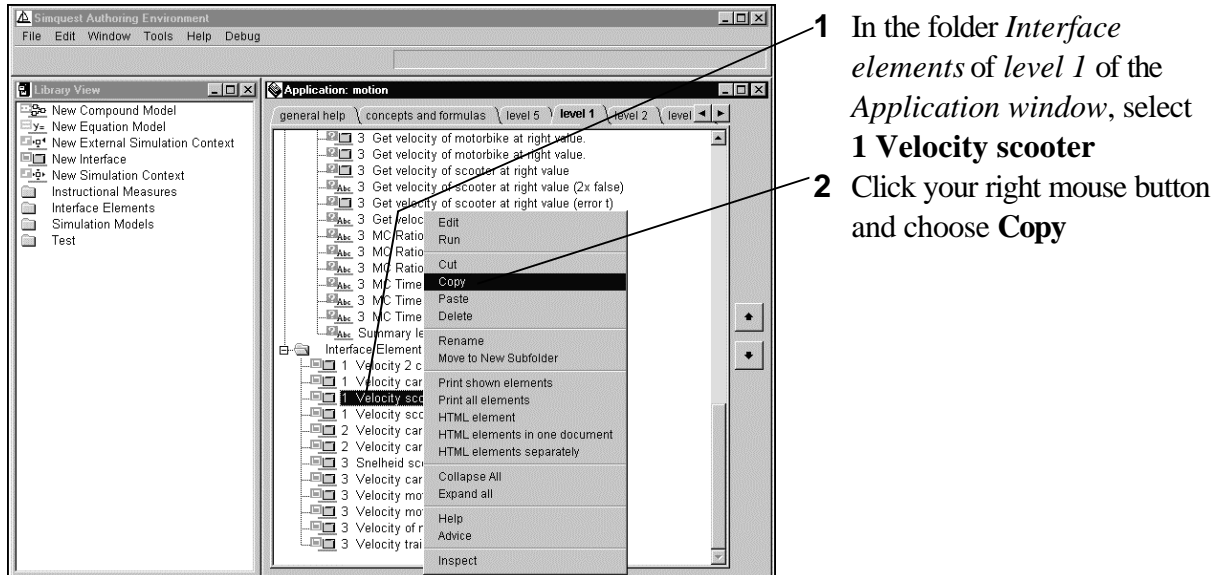 Simquest Authoring Environment
File Edit Window Tools Help Debug
Library View
New Compound Model
y= New Equation Model
New External Simulation Context
New Interface
New Simulation Context
Instructional Measures
Interface Elements
Simulation Models
Test
Application: motion
general help concepts and formulas level 5 level 1 level 2 level
3 Get velocity of motorbike at right value.
3 Get velocity of motorbike at right value.
3 Get velocity of scooter at right value
Abc 3 Get velocity of scooter at right value (2x false)
3 Get velocity of scooter at right value (error t)
Abc 3 Get veloc
Abc 3 MC Ratio
Abc 3 MC Ratio
Abc 3 MC Ratio
Abc 3 MC Time
Abc 3 MC Time
Abc 3 MC Time
Abc Summary le
Interface Element
1 Velocity 2 c
1 Velocity car
1 Velocity sco
1 Velocity sco
2 Velocity car
2 Velocity car
3 Snelheid sco
3 Velocity car
3 Velocity mo
3 Velocity mo
3 Velocity of
3 Velocity trai
Edit
Run
Cut
Copy
Paste
Delete
Rename
Move to New Subfolder
Print shown elements
Print all elements
HTML element
HTML elements in one document
HTML elements separately
Collapse All
Expand all
Help
Advice
Inspect
1 In the folder Interface
elements of level 1 of the
Application window, select
1 Velocity scooter
2 Click your right mouse button
and choose Copy